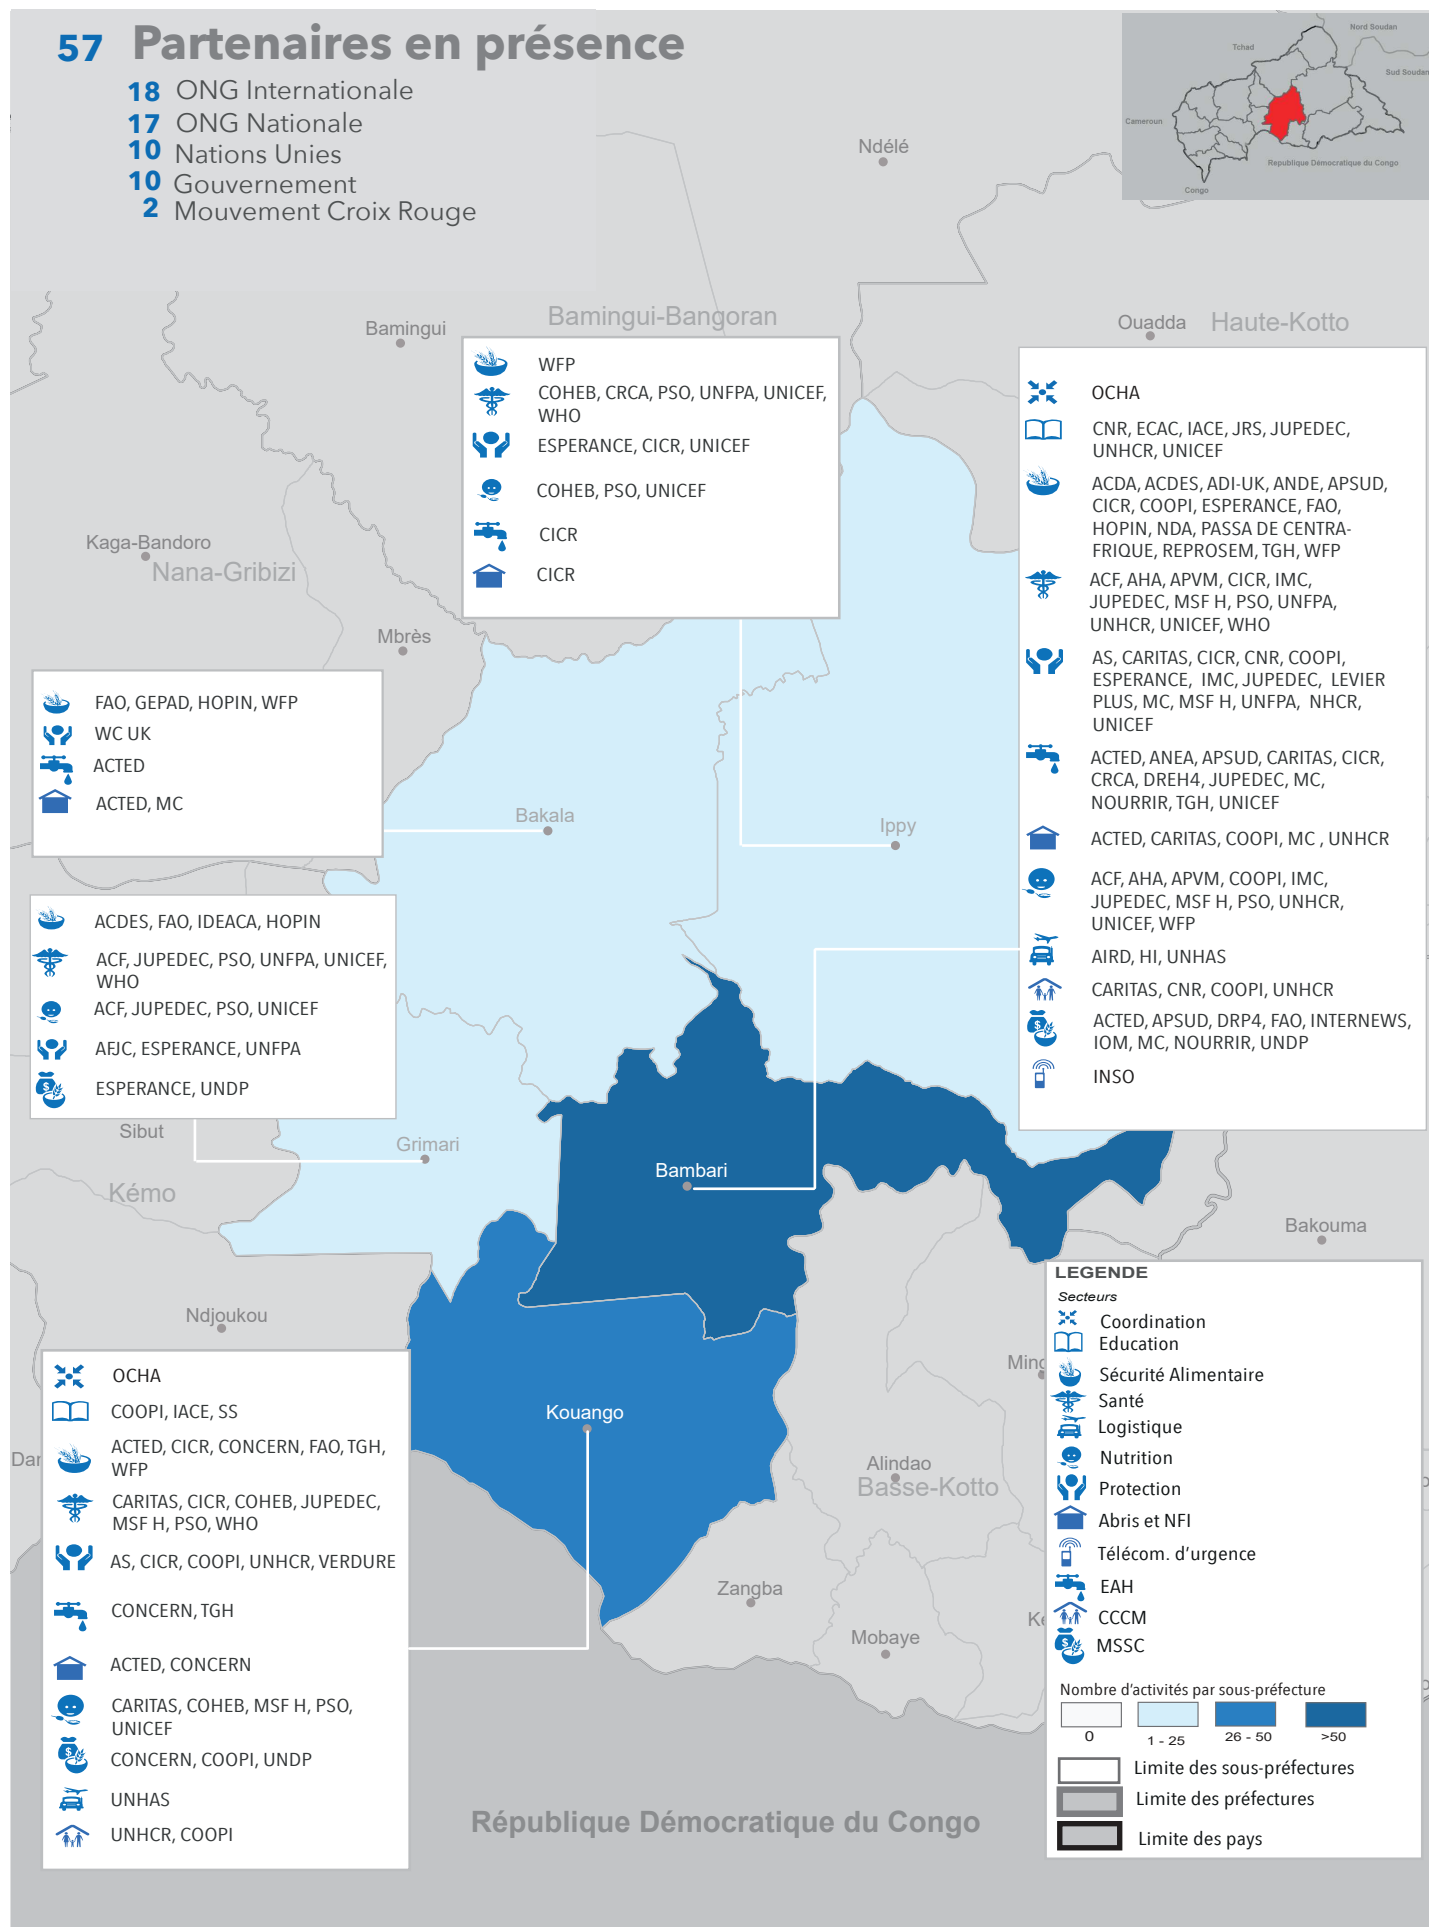 57 Partenaires en présence
18 ONG Internationale
17 ONG Nationale
10 Nations Unies
10 Gouvernement
2 Mouvement Croix Rouge
Nord Soudan
Tchad
Sud Soudan
Cameroun
Republique Démocratique du Congo
Congo
Ndélé
Bamingui-Bangoran
Bamingui
Ouadda
Haute-Kotto
Kaga-Bandoro
Nana-Gribizi
Mbrès
WFP
COHEB, CRCA, PSO, UNFPA, UNICEF,
WHO
ESPERANCE, CICR, UNICEF
COHEB, PSO, UNICEF
CICR
CICR
OCHA
CNR, ECAC, IACE, JRS, JUPEDEC,
UNHCR, UNICEF
ACDA, ACDES, ADI-UK, ANDE, APSUD,
CICR, COOPI, ESPERANCE, FAO,
HOPIN, NDA, PASSA DE CENTRA-
FRIQUE, REPROSEM, TGH, WFP
ACF, AHA, APVM, CICR, IMC,
JUPEDEC, MSF H, PSO, UNFPA,
UNHCR, UNICEF, WHO
AS, CARITAS, CICR, CNR, COOPI,
ESPERANCE, IMC, JUPEDEC, LEVIER
PLUS, MC, MSF H, UNFPA, NHCR,
UNICEF
ACTED, ANEA, APSUD, CARITAS, CICR,
CRCA, DREH4, JUPEDEC, MC,
NOURRIR, TGH, UNICEF
ACTED, CARITAS, COOPI, MC , UNHCR
ACF, AHA, APVM, COOPI, IMC,
JUPEDEC, MSF H, PSO, UNHCR,
UNICEF, WFP
AIRD, HI, UNHAS
CARITAS, CNR, COOPI, UNHCR
ACTED, APSUD, DRP4, FAO, INTERNEWS,
IOM, MC, NOURRIR, UNDP
INSO
FAO, GEPAD, HOPIN, WFP
WC UK
ACTED
ACTED, MC
Bakala
Ippy
ACDES, FAO, IDEACA, HOPIN
ACF, JUPEDEC, PSO, UNFPA, UNICEF,
WHO
ACF, JUPEDEC, PSO, UNICEF
AFJC, ESPERANCE, UNFPA
ESPERANCE, UNDP
Sibut
Grimari
Kémo
Bambari
Bakouma
Ndjoukou
Kouango
Alindao
Basse-Kotto
Zangba
Mobaye
OCHA
COOPI, IACE, SS
ACTED, CICR, CONCERN, FAO, TGH,
WFP
CARITAS, CICR, COHEB, JUPEDEC,
MSF H, PSO, WHO
AS, CICR, COOPI, UNHCR, VERDURE
CONCERN, TGH
ACTED, CONCERN
CARITAS, COHEB, MSF H, PSO,
UNICEF
CONCERN, COOPI, UNDP
UNHAS
UNHCR, COOPI
République Démocratique du Congo
LEGENDE
Secteurs
Coordination
Education
Sécurité Alimentaire
Santé
Logistique
Nutrition
Protection
Abris et NFI
Télécom. d'urgence
EAH
CCCM
MSSC
Nombre d'activités par sous-préfecture
0
1 - 25
26 - 50
>50
Limite des sous-préfectures
Limite des préfectures
Limite des pays